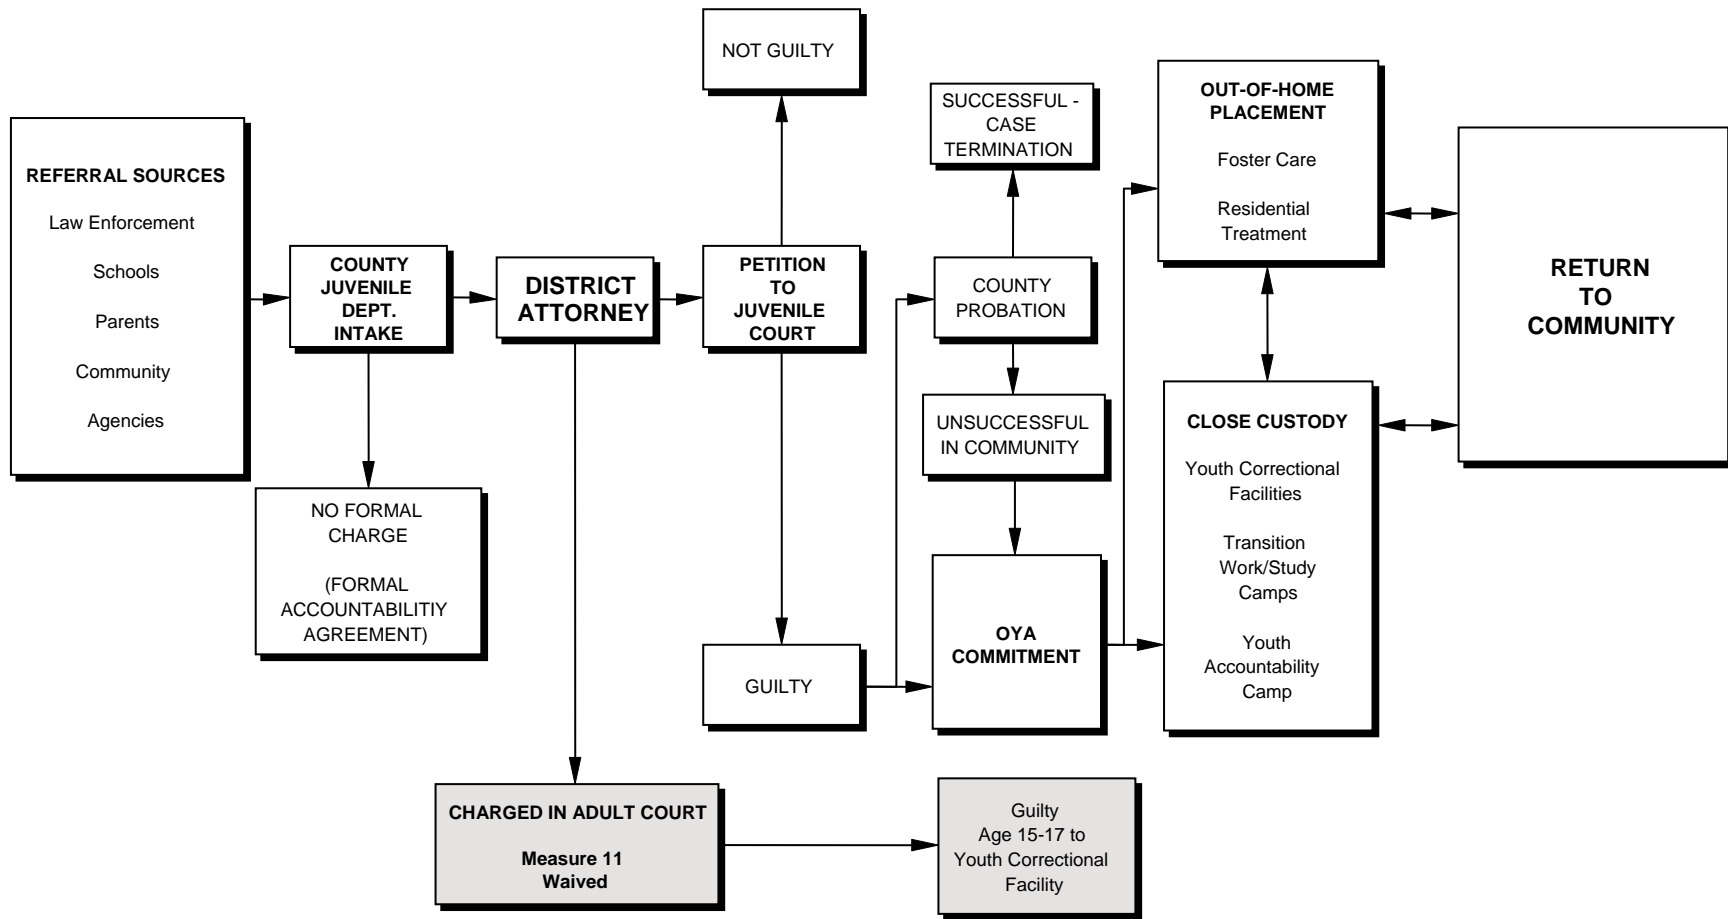 REFERRAL SOURCES
Law Enforcement
Schools
Parents
Community
Agencies
COUNTY
JUVENILE
DEPT.
INTAKE
NO FORMAL
CHARGE
(FORMAL
ACCOUNTABILITIY
AGREEMENT)
DISTRICT
ATTORNEY
PETITION
TO
JUVENILE
COURT
NOT GUILTY
GUILTY
SUCCESSFUL -
CASE
TERMINATION
COUNTY
PROBATION
UNSUCCESSFUL
IN COMMUNITY
OYA
COMMITMENT
OUT-OF-HOME
PLACEMENT
Foster Care
Residential
Treatment
CLOSE CUSTODY
Youth Correctional
Facilities
Transition
Work/Study
Camps
Youth
Accountability
Camp
RETURN
TO
COMMUNITY
CHARGED IN ADULT COURT
Measure 11
Waived
Guilty
Age 15-17 to
Youth Correctional
Facility